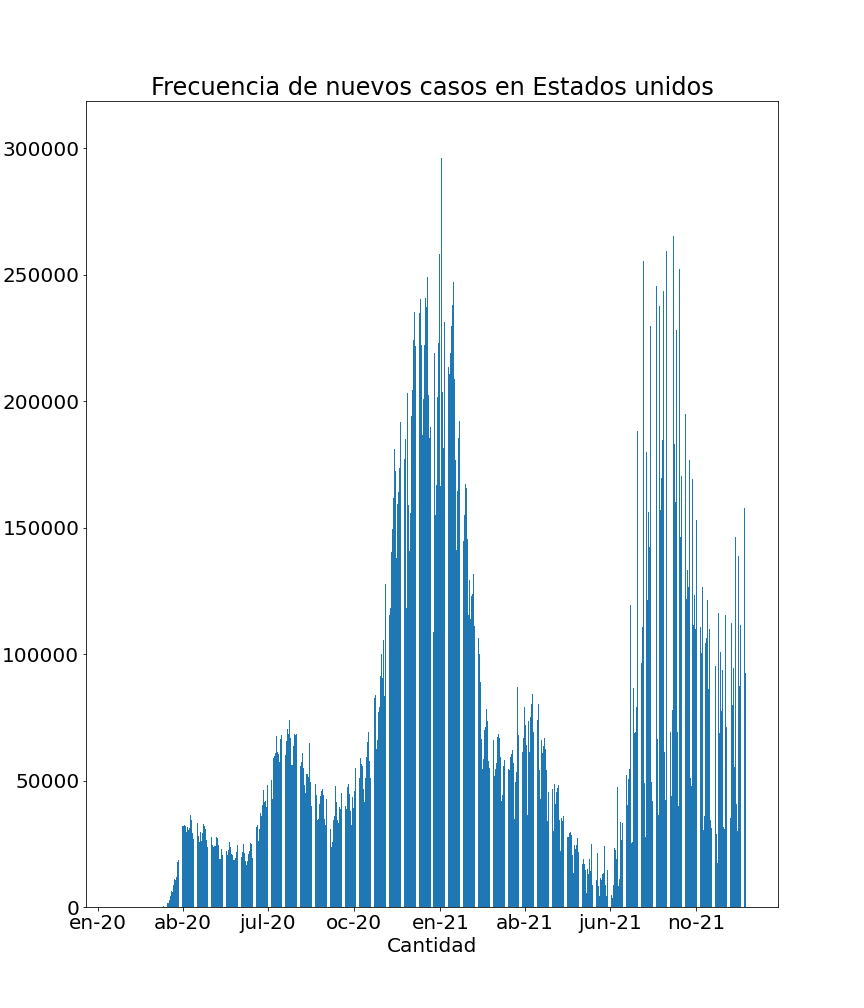 Frecuencia de nuevos casos en Estados unidos
300000
250000
200000
150000
100000
50000
0
en-20 ab-20 jul-20 oc-20 en-21 ab-21 jun-21 no-21
Cantidad